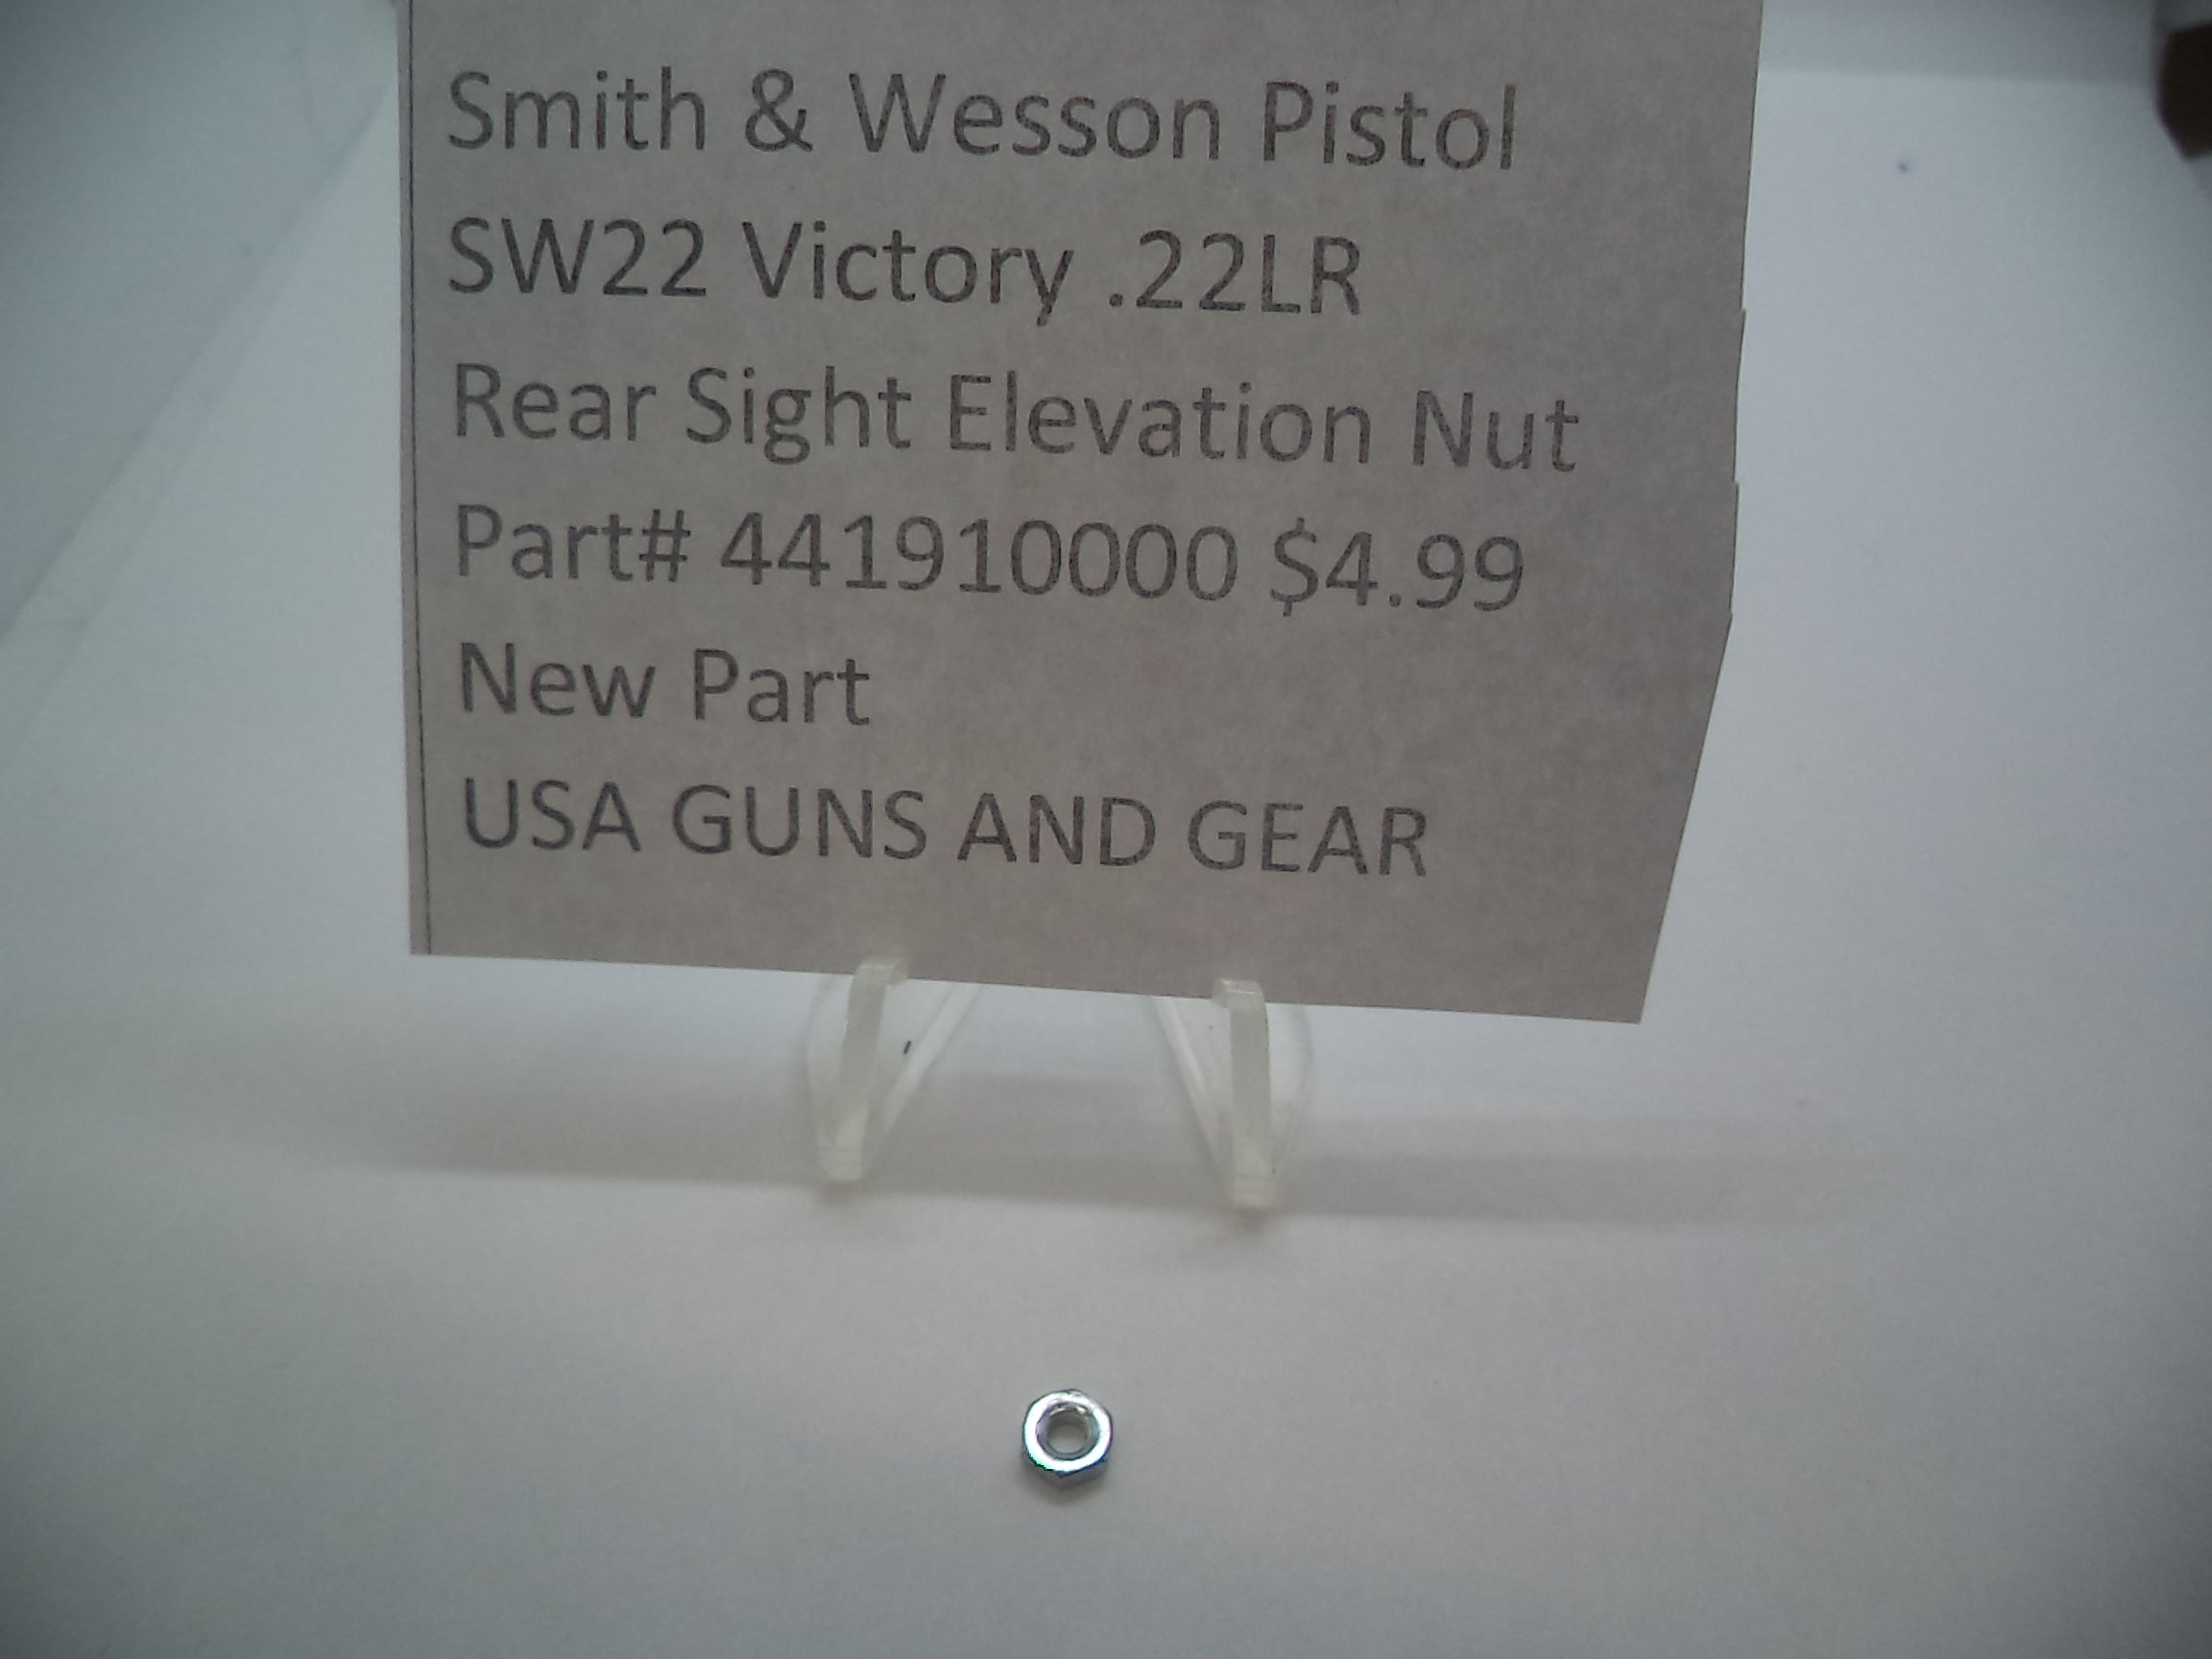 Smith & Wesson Pistol
SW22 Victory .22LR
Rear Sight Elevation Nut
Part# 441910000 $4.99
New Part
USA GUNS AND GEAR